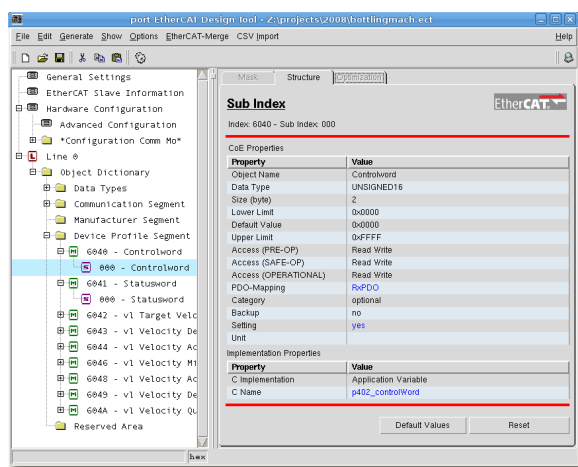 port EtherCAT Design Tool - Z:\projects\2008\bottlingmach.ect
File Edit Generate Show Options EtherCAT-Merge CSV Import Help
General Settings
EtherCAT Slave Information
Hardware Configuration
Advanced Configuration
*Configuration Comm Mo*
L Line 0
Object Dictionary
Data Types
Communication Segment
Manufacturer Segment
Device Profile Segment
M 6040 - Controlword
S 000 - Controlword
M 6041 - Statusword
S 000 - Statusword
M 6042 - vl Target Velc
M 6043 - vl Velocity De
M 6044 - vl Velocity Ac
M 6046 - vl Velocity Mi
M 6048 - vl Velocity Ac
M 6049 - vl Velocity De
M 604A - vl Velocity Qu
Reserved Area
hex
Mask Structure (Optimization)
Sub Index
EtherCAT.
Index: 6040 - Sub Index: 000
CoE Properties
Property Value
Object Name Controlword
Data Type UNSIGNED16
Size (byte) 2
Lower Limit 0x0000
Default Value 0x0000
Upper Limit 0xFFFF
Access (PRE-OP) Read Write
Access (SAFE-OP) Read Write
Access (OPERATIONAL) Read Write
PDO-Mapping RxPDO
Category optional
Backup no
Setting yes
Unit
Implementation Properties
Property Value
C Implementation Application Variable
C Name p402_controlWord
Default Values Reset